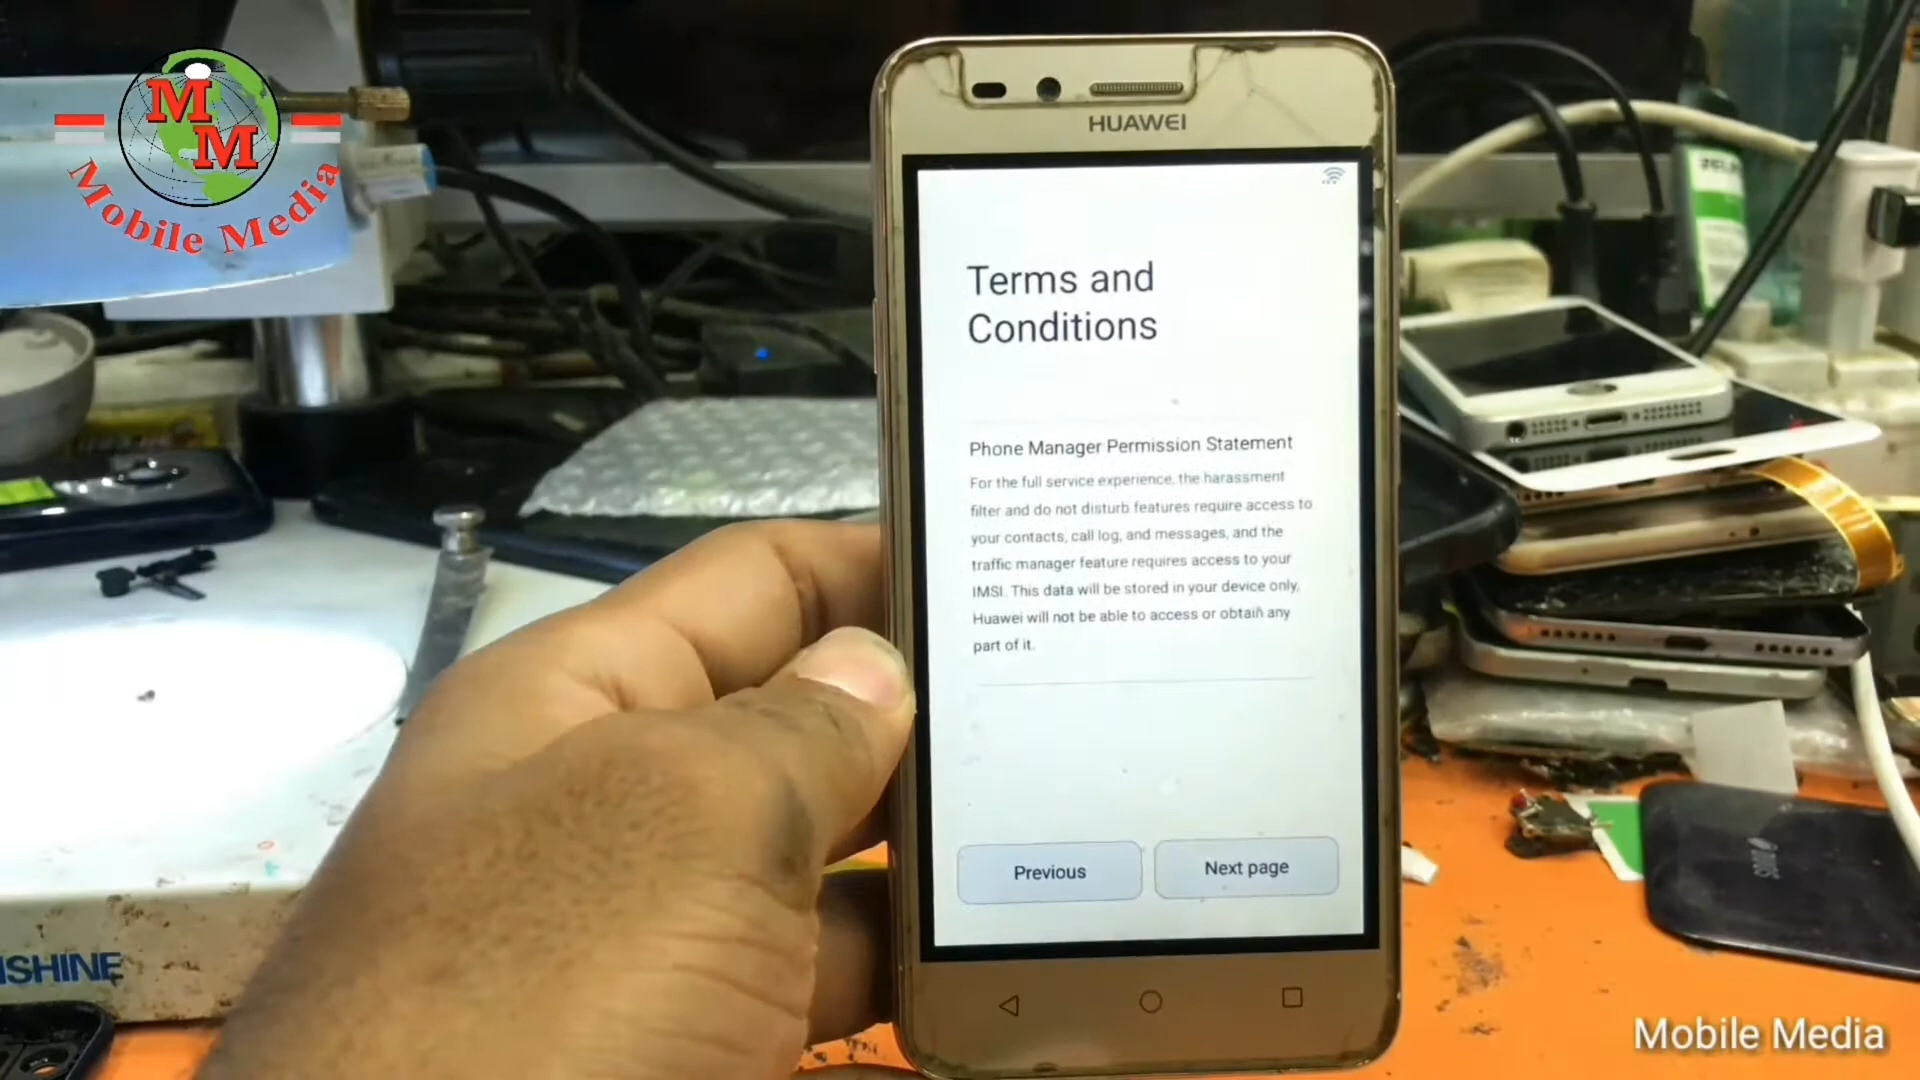 MM
Mobile Media
HUAWEI
Terms and
Conditions
Phone Manager Permission Statement
For the full service experience, the harassment
filter and do not disturb features require access to
your contacts, call log, and messages, and the
traffic manager feature requires access to your
IMSI. This data will be stored in your device only,
Huawei will not be able to access or obtain any
part of it.
Previous
Next page
SHINE
DUOS
Mobile Media